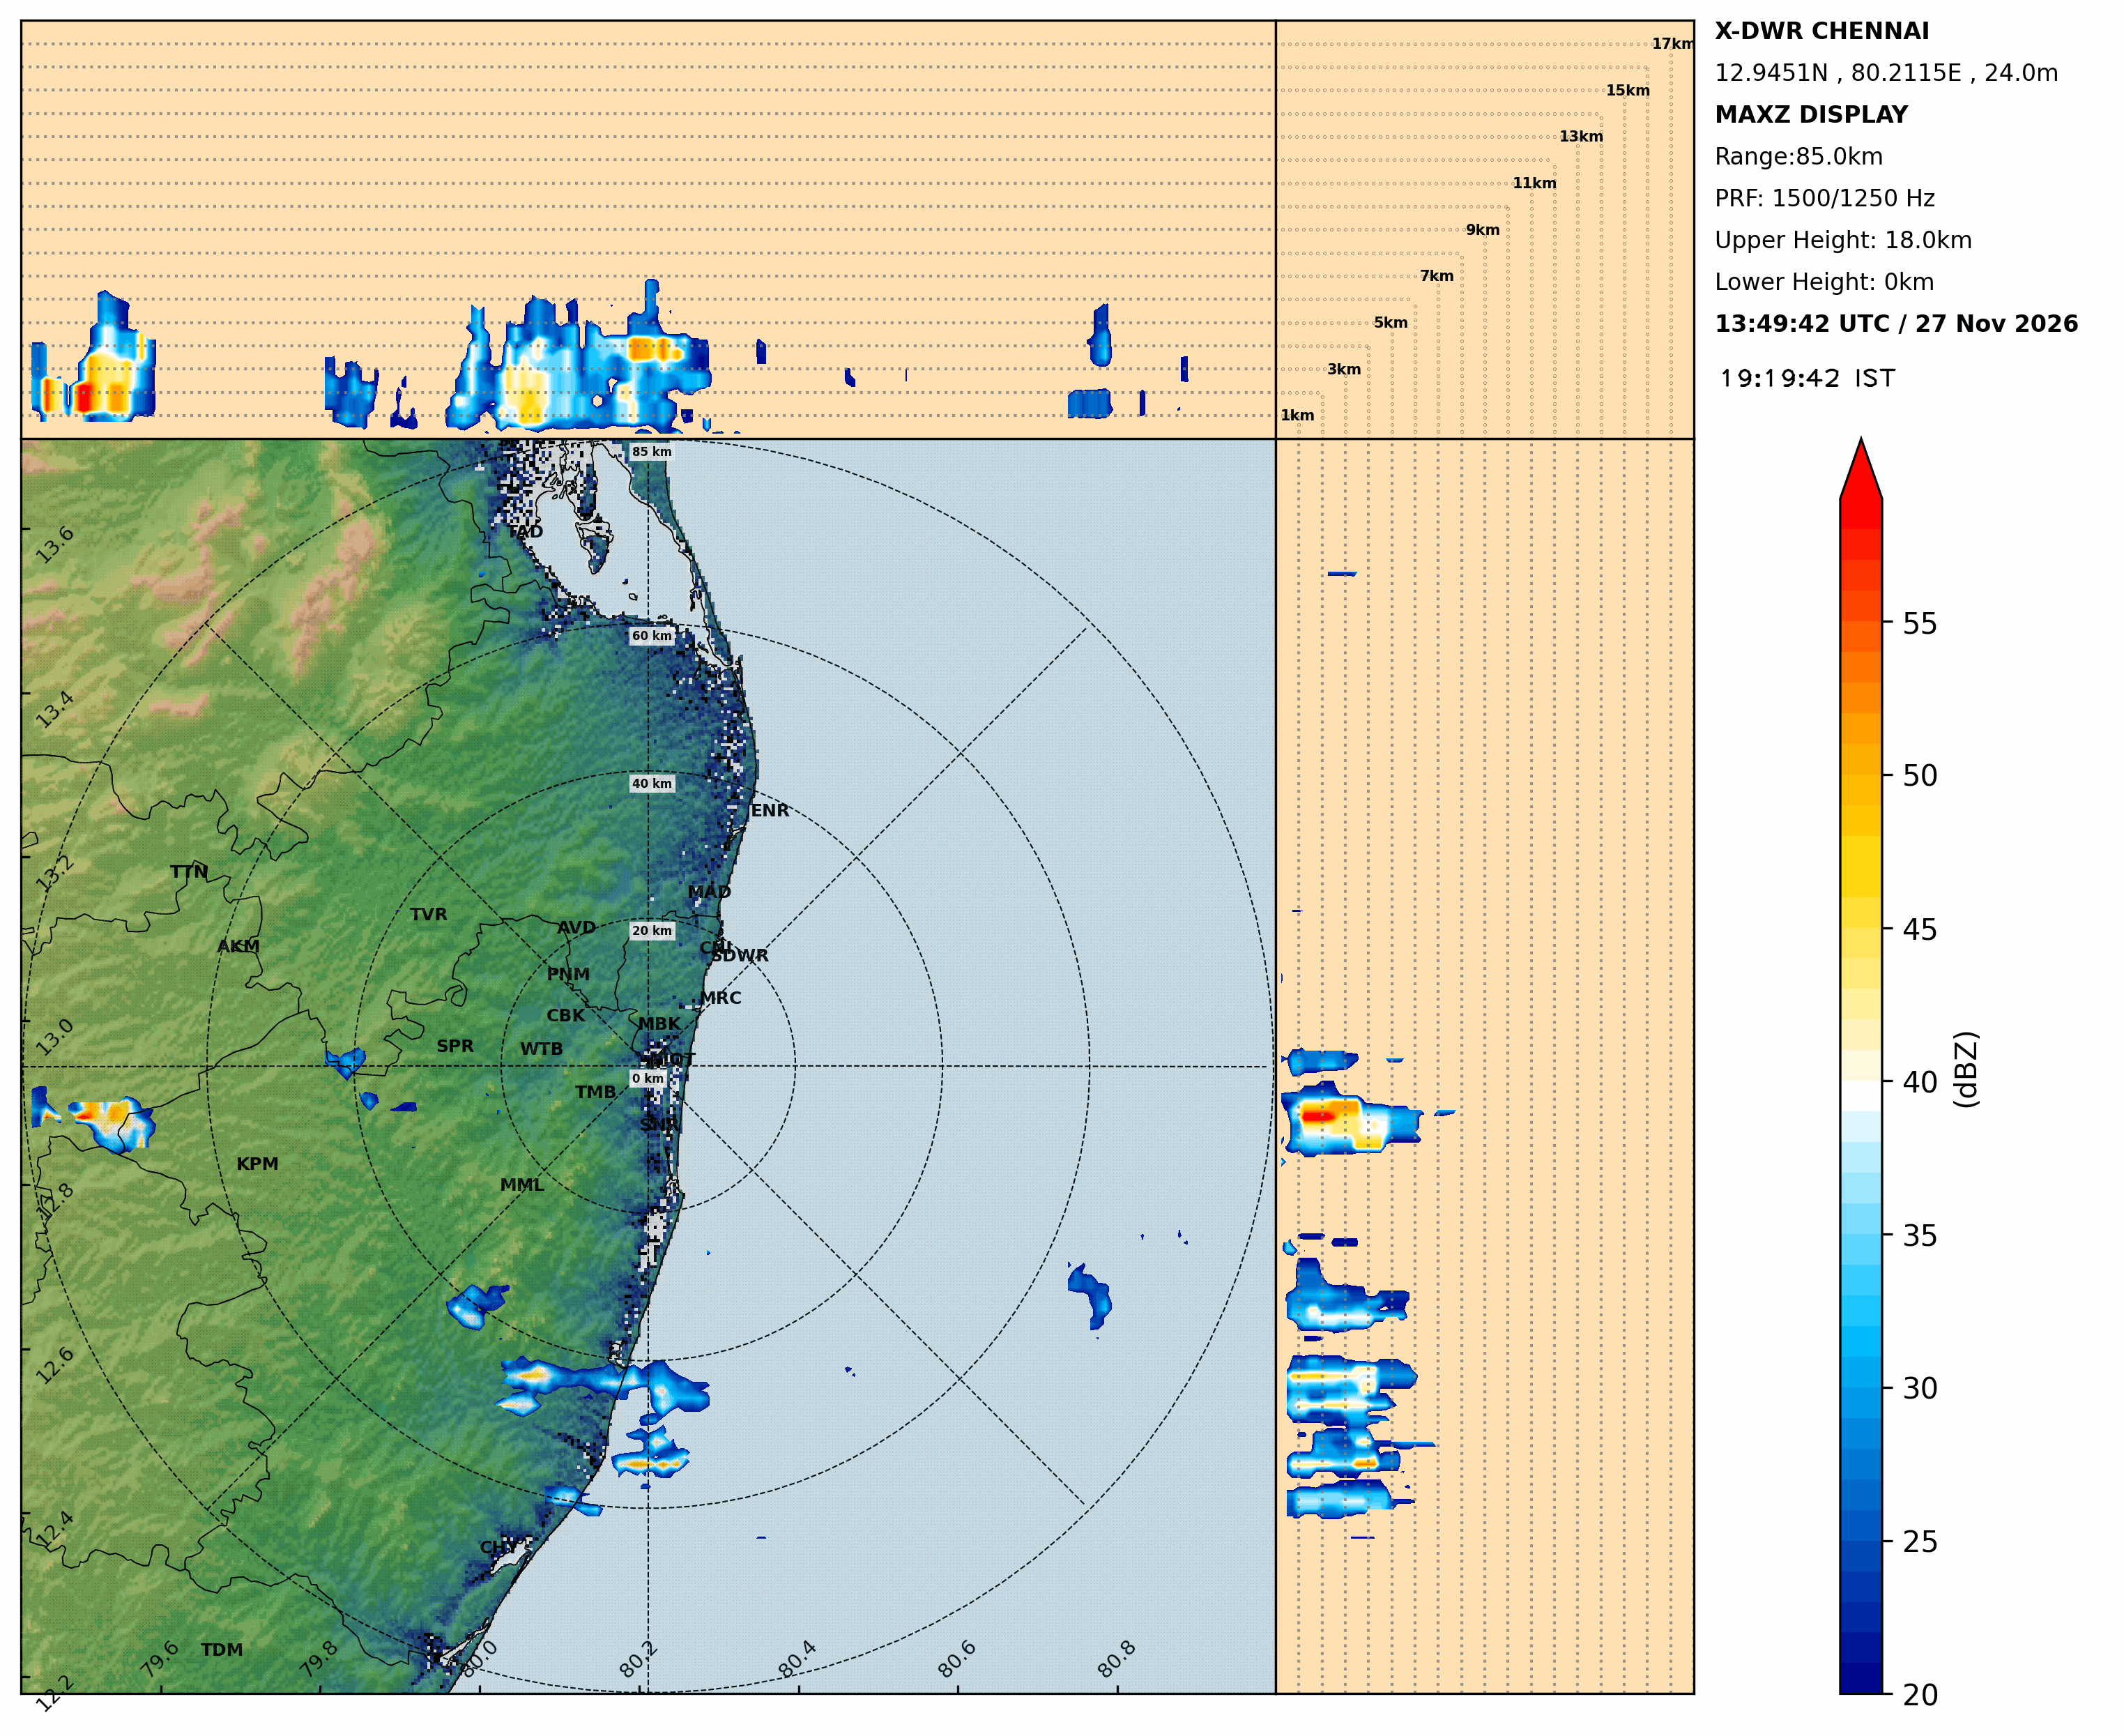 17km
15km
13km
11km
9km
7km
5km
3km
1km
X-DWR CHENNAI
12.9451N , 80.2115E , 24.0m
MAXZ DISPLAY
Range:85.0km
PRF: 1500/1250 Hz
Upper Height: 18.0km
Lower Height: 0km
13:49:42 UTC / 27 Nov 2026
19:19:42 IST
85 km
TAD
13.6
60 km
13.4
40 km
ENR
13.2
TTN
MAD
TVR
AVD
20 km
AKM
SDWR
PNM
MRC
CBK
MBK
13.0
SPR
WTB
0 km
TMB
SNR
KPM
MML
12.8
12.6
12.4
CHY
TDM
12.2
79.6
79.8
80.0
80.2
80.4
80.6
80.8
55
50
45
40
35
30
25
20
(dBZ)